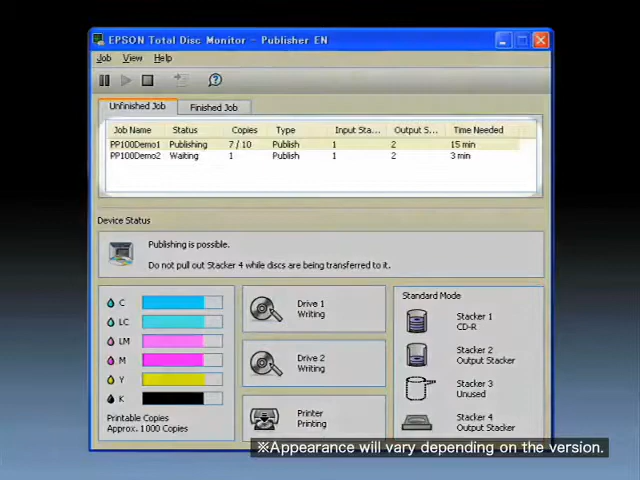 EPSON Total Disc Monitor - Publisher EN
Job View Help
Unfinished Job Finished Job
Job Name Status Copies Type Input Sta... Output S... Time Needed
PP100Demo1 Publishing 7 / 10 Publish 1 2 15 min
PP100Demo2 Waiting 1 Publish 1 2 3 min
Device Status
Publishing is possible.
Do not pull out Stacker 4 while discs are being transferred to it.
C
LC
LM
M
Y
K
Printable Copies
Approx. 1000 Copies
Drive 1
Writing
Drive 2
Writing
Printer
Printing
Standard Mode
Stacker 1
CD-R
Stacker 2
Output Stacker
Stacker 3
Unused
Stacker 4
Output Stacker
※Appearance will vary depending on the version.